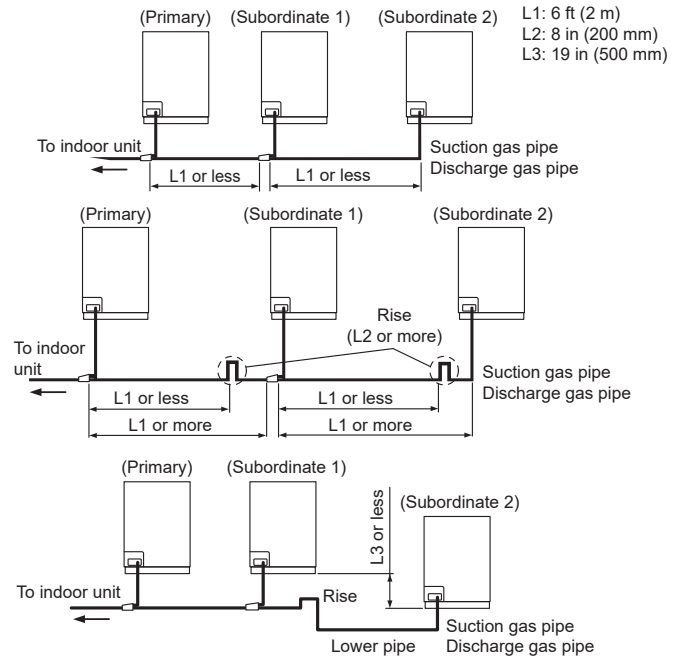 (Primary) (Subordinate 1) (Subordinate 2)
L1: 6 ft (2 m)
L2: 8 in (200 mm)
L3: 19 in (500 mm)
To indoor unit
Suction gas pipe
Discharge gas pipe
L1 or less L1 or less
(Primary) (Subordinate 1) (Subordinate 2)
Rise
(L2 or more)
To indoor
unit
Suction gas pipe
Discharge gas pipe
L1 or less L1 or less
L1 or more L1 or more
(Primary) (Subordinate 1)
(Subordinate 2)
L3 or less
To indoor unit
Rise
Suction gas pipe
Lower pipe Discharge gas pipe